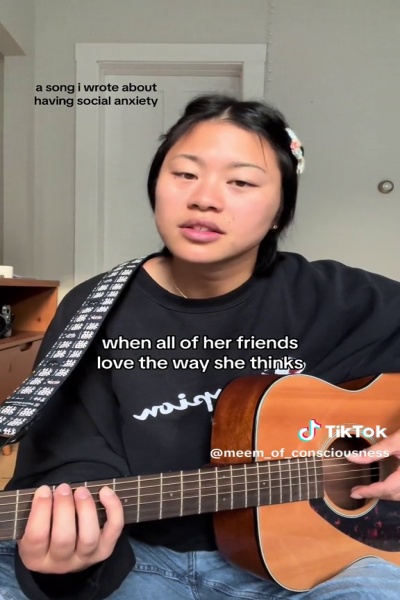 a song i wrote about
having social anxiety
when all of her friends
love the way she thinks
TikTok
@meem_of_consciousness